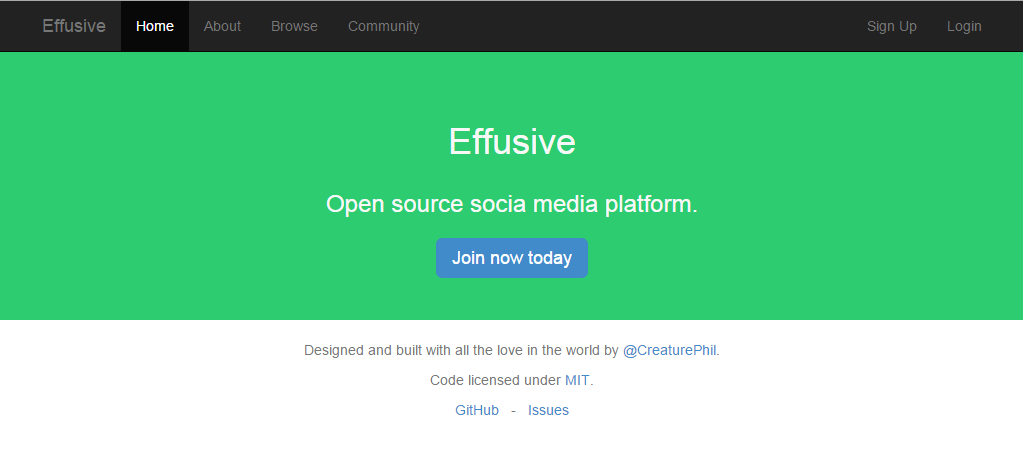 Effusive Home About Browse Community Sign Up Login
Effusive
Open source socia media platform.
Join now today
Designed and built with all the love in the world by @CreaturePhil.
Code licensed under MIT.
GitHub - Issues